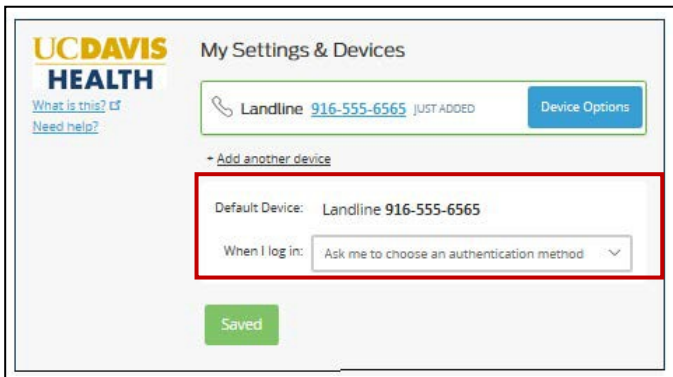 UCDAVIS
HEALTH
What is this?
Need help?
My Settings & Devices
Landline 916-555-6565 JUST ADDED
Device Options
+ Add another device
Default Device: Landline 916-555-6565
When I log in: Ask me to choose an authentication method
Saved